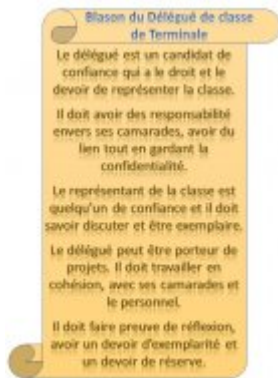 Blason du Délégué de classe
de Terminale
Le délégué est un candidat de
confiance qui a le droit et le
devoir de représenter la classe.
Il doit avoir des responsabilité
envers ses camarades, avoir du
lien tout en gardant la
confidentialité.
Le représentant de la classe est
quelqu'un de confiance et il doit
savoir discuter et être exemplaire.
Le délégué peut être porteur de
projets. Il doit travailler en
cohésion, avec ses camarades et
le personnel.
Il doit faire preuve de réflexion,
avoir un devoir d'exemplarité et
un devoir de réserve.